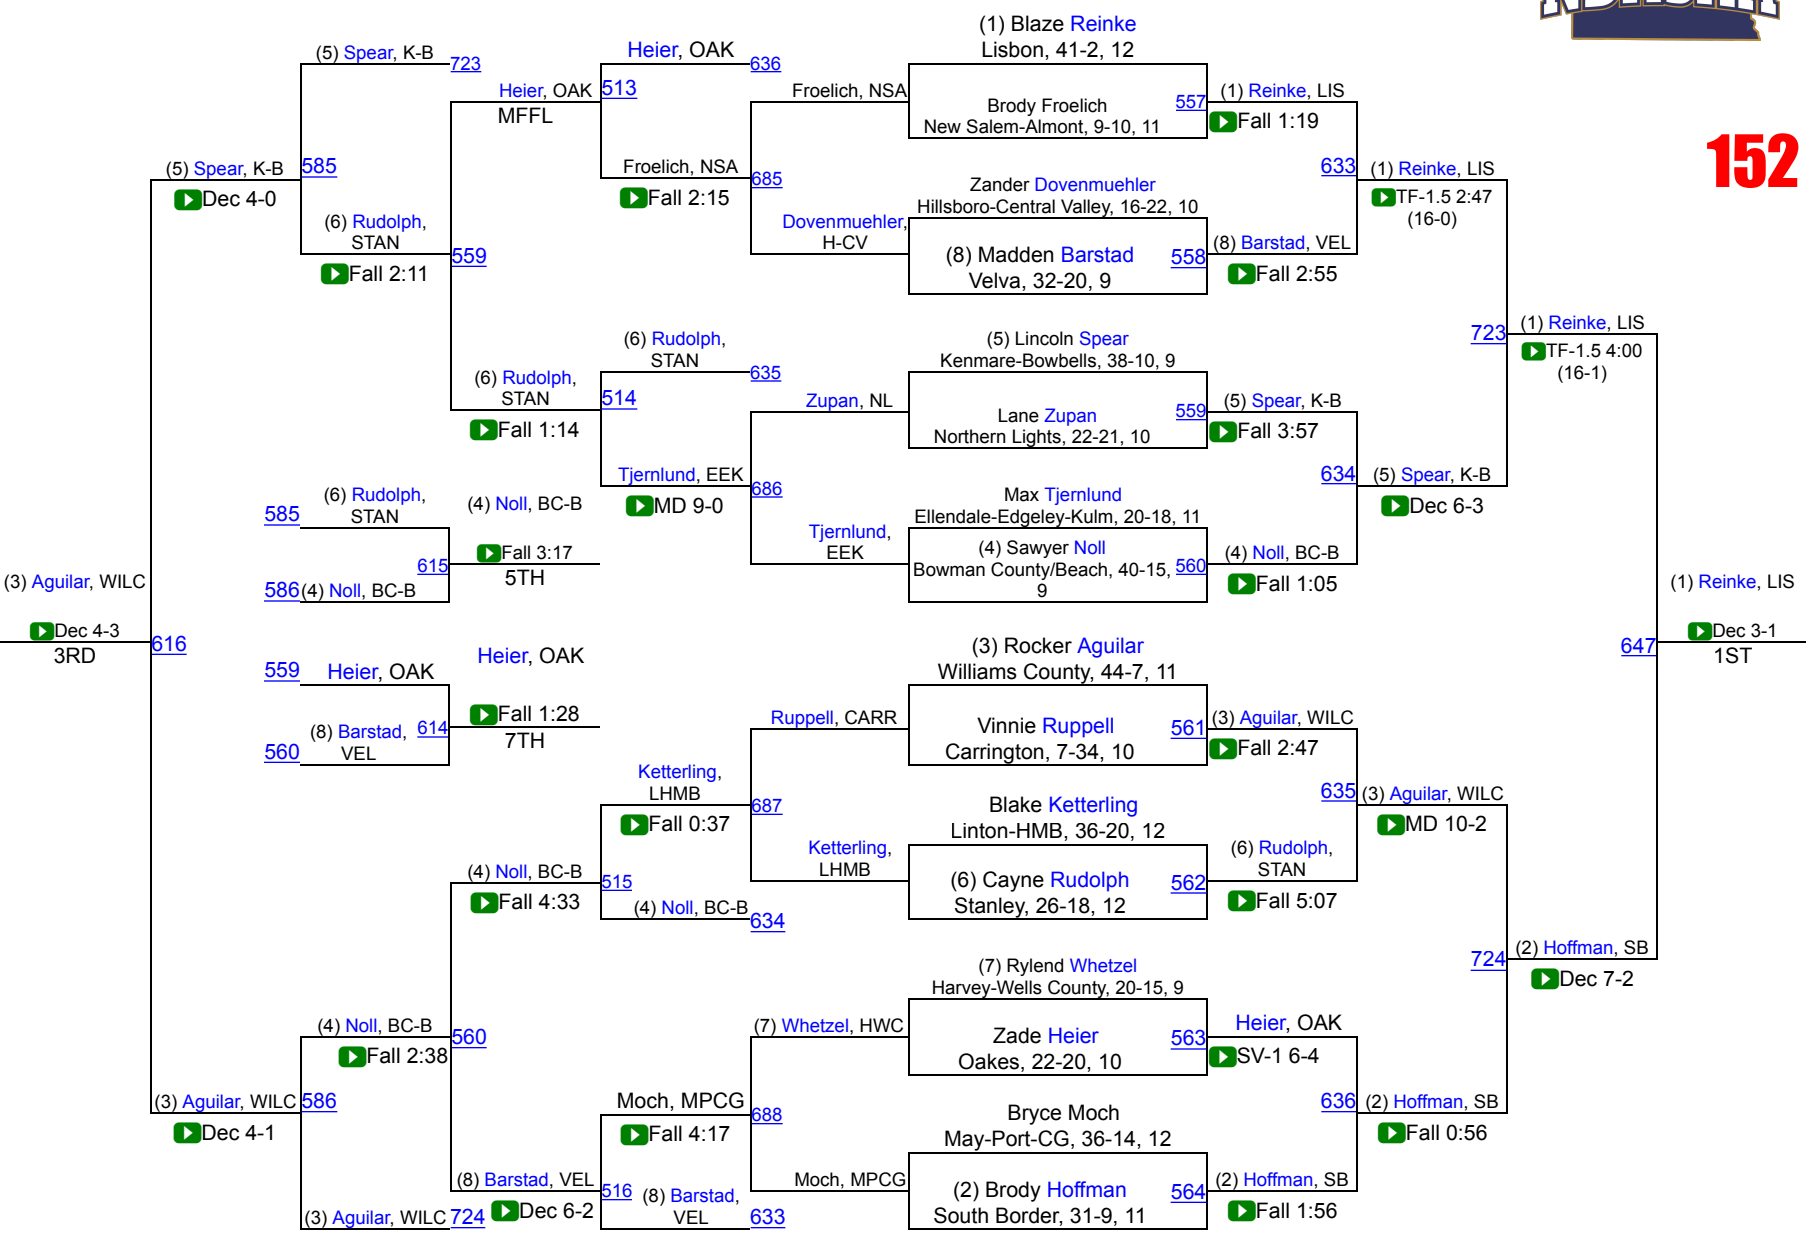 NDHSAA
152
(1) Blaze Reinke
Lisbon, 41-2, 12
Brody Froelich
New Salem-Almont, 9-10, 11
557
Zander Dovenmuehler
Hillsboro-Central Valley, 16-22, 10
(8) Madden Barstad
Velva, 32-20, 9
558
(5) Lincoln Spear
Kenmare-Bowbells, 38-10, 9
Lane Zupan
Northern Lights, 22-21, 10
559
Max Tjernlund
Ellendale-Edgeley-Kulm, 20-18, 11
(4) Sawyer Noll
Bowman County/Beach, 40-15,
9
560
(3) Rocker Aguilar
Williams County, 44-7, 11
Vinnie Ruppell
Carrington, 7-34, 10
561
Blake Ketterling
Linton-HMB, 36-20, 12
(6) Cayne Rudolph
Stanley, 26-18, 12
562
(7) Rylend Whetzel
Harvey-Wells County, 20-15, 9
Zade Heier
Oakes, 22-20, 10
563
Bryce Moch
May-Port-CG, 36-14, 12
(2) Brody Hoffman
South Border, 31-9, 11
564
(1) Reinke, LIS
Fall 1:19
633
(8) Barstad, VEL
Fall 2:55
(5) Spear, K-B
Fall 3:57
634
(4) Noll, BC-B
Fall 1:05
(3) Aguilar, WILC
Fall 2:47
635
(6) Rudolph,
STAN
Fall 5:07
Heier, OAK
SV-1 6-4
636
(2) Hoffman, SB
Fall 1:56
(1) Reinke, LIS
TF-1.5 2:47
(16-0)
723
(5) Spear, K-B
Dec 6-3
(3) Aguilar, WILC
MD 10-2
724
(2) Hoffman, SB
Fall 0:56
(1) Reinke, LIS
TF-1.5 4:00
(16-1)
647
(2) Hoffman, SB
Dec 7-2
(1) Reinke, LIS
Dec 3-1
1ST
Froelich, NSA
685
Dovenmuehler,
H-CV
Zupan, NL
686
Tjernlund,
EEK
Ruppell, CARR
687
Ketterling,
LHMB
(7) Whetzel, HWC
688
Moch, MPCG
Heier, OAK
636
513
Froelich, NSA
Fall 2:15
(6) Rudolph,
STAN
635
514
Tjernlund, EEK
MD 9-0
Ketterling,
LHMB
Fall 0:37
515
(4) Noll, BC-B
634
Moch, MPCG
Fall 4:17
516
(8) Barstad,
VEL
633
Heier, OAK
MFFL
559
(6) Rudolph,
STAN
Fall 1:14
(4) Noll, BC-B
Fall 4:33
560
(8) Barstad, VEL
Dec 6-2
(5) Spear, K-B
723
585
(6) Rudolph,
STAN
Fall 2:11
(4) Noll, BC-B
Fall 2:38
586
(3) Aguilar, WILC
724
(5) Spear, K-B
Dec 4-0
616
(3) Aguilar, WILC
Dec 4-1
(3) Aguilar, WILC
Dec 4-3
3RD
585
(6) Rudolph,
STAN
615
586
(4) Noll, BC-B
(4) Noll, BC-B
Fall 3:17
5TH
559
Heier, OAK
614
560
(8) Barstad,
VEL
Heier, OAK
Fall 1:28
7TH